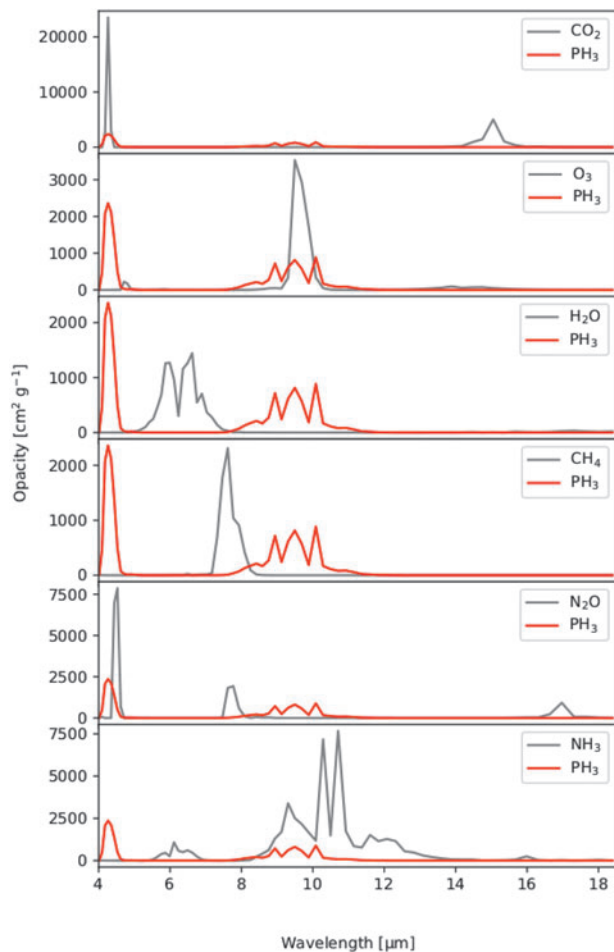 CO₂
PH₃
20000
10000
0
O₃
PH₃
3000
2000
1000
0
H₂O
PH₃
2000
1000
0
CH₄
PH₃
2000
1000
0
N₂O
PH₃
7500
5000
2500
0
NH₃
PH₃
7500
5000
2500
0
4 6 8 10 12 14 16 18
Opacity [cm² g⁻¹]
Wavelength [µm]